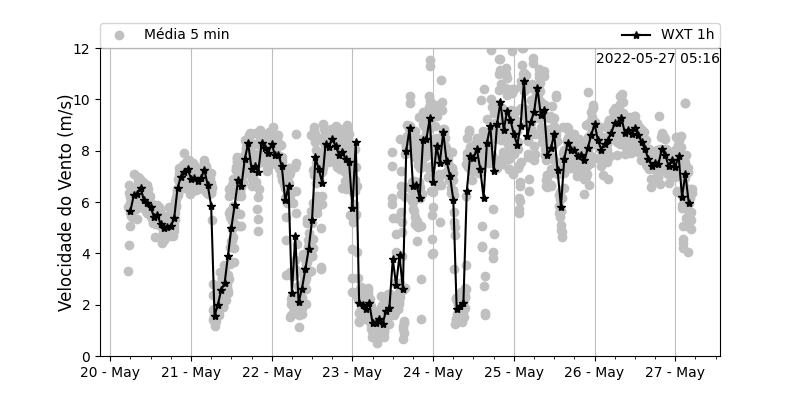 Média 5 min
WXT 1h
2022-05-27 05:16
Velocidade do Vento (m/s)
12
10
8
6
4
2
0
20 - May
21 - May
22 - May
23 - May
24 - May
25 - May
26 - May
27 - May